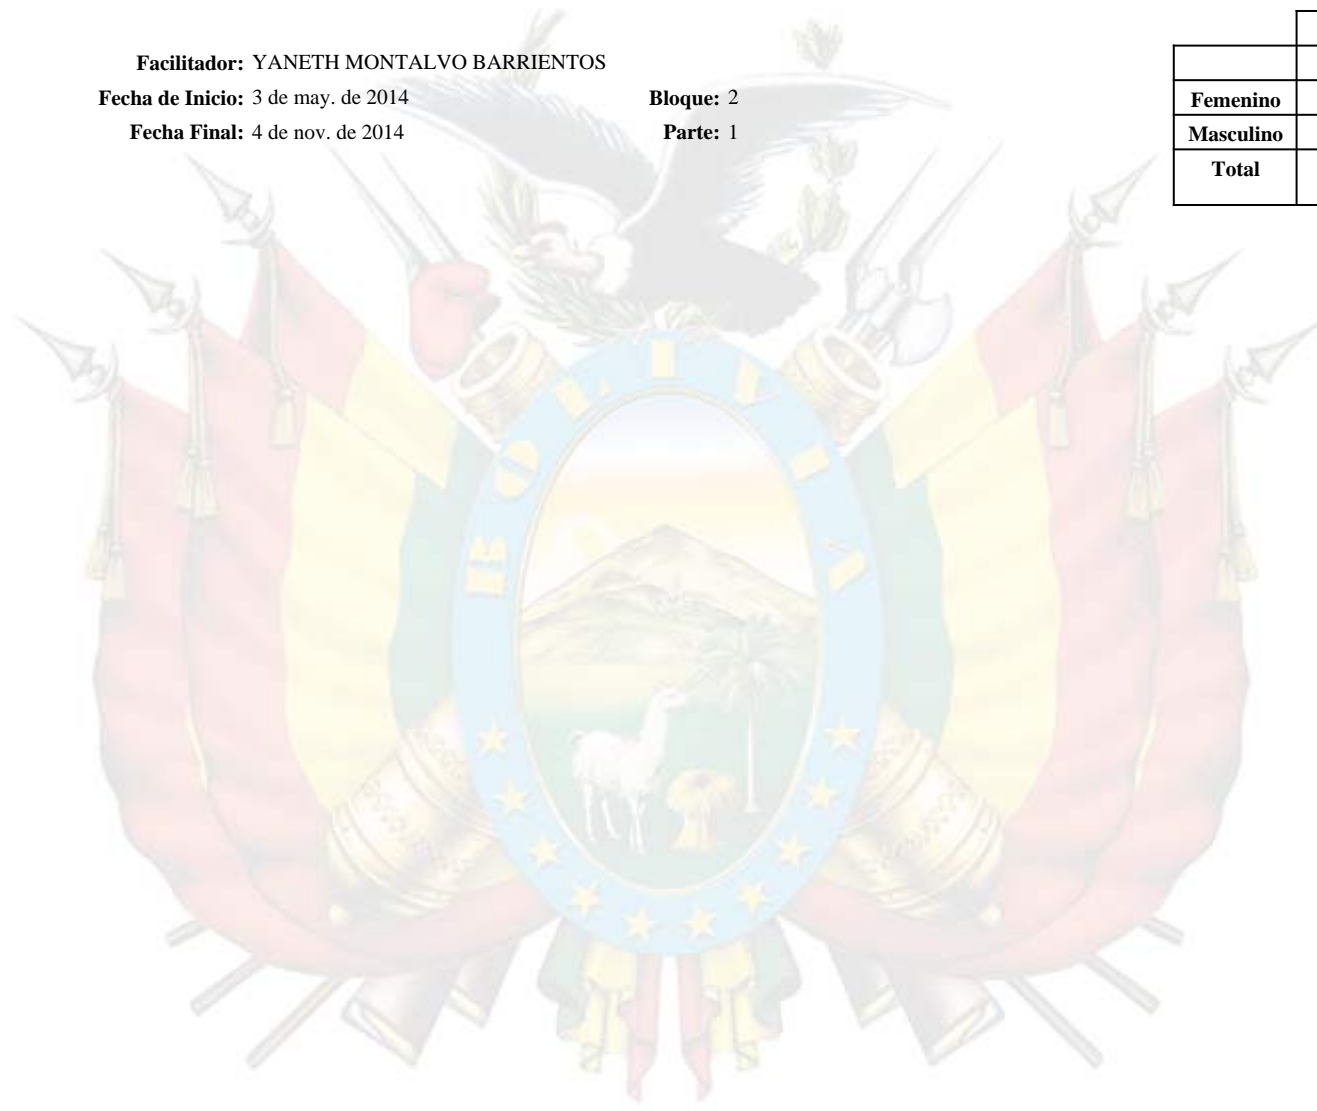 Facilitador: YANETH MONTALVO BARRIENTOS
Fecha de Inicio: 3 de may. de 2014 Bloque: 2
Fecha Final: 4 de nov. de 2014 Parte: 1
Femenino
Masculino
Total
BOLIVIA